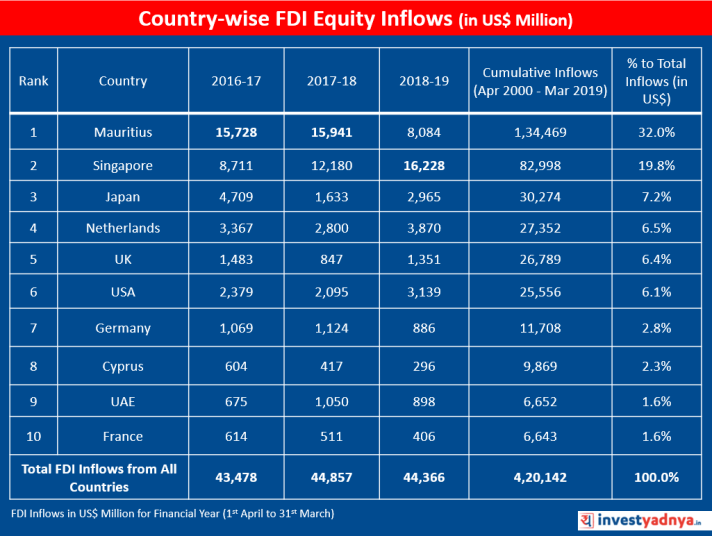 Country-wise FDI Equity Inflows (in US$ Million)
Rank Country 2016-17 2017-18 2018-19 Cumulative Inflows (Apr 2000 - Mar 2019) % to Total Inflows (in US$)
1 Mauritius 15,728 15,941 8,084 1,34,469 32.0%
2 Singapore 8,711 12,180 16,228 82,998 19.8%
3 Japan 4,709 1,633 2,965 30,274 7.2%
4 Netherlands 3,367 2,800 3,870 27,352 6.5%
5 UK 1,483 847 1,351 26,789 6.4%
6 USA 2,379 2,095 3,139 25,556 6.1%
7 Germany 1,069 1,124 886 11,708 2.8%
8 Cyprus 604 417 296 9,869 2.3%
9 UAE 675 1,050 898 6,652 1.6%
10 France 614 511 406 6,643 1.6%
Total FDI Inflows from All Countries 43,478 44,857 44,366 4,20,142 100.0%
FDI Inflows in US$ Million for Financial Year (1st April to 31st March)
investyadnya.in